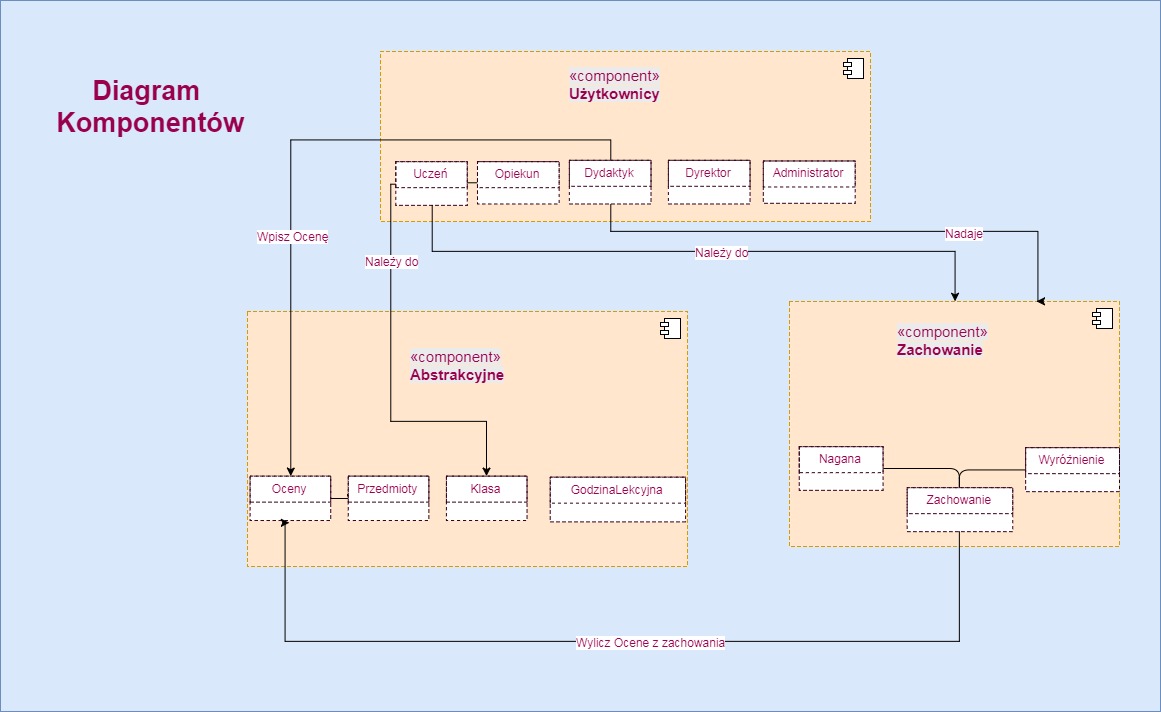 Diagram
Komponentów
«component»
Użytkownicy
Uczeń
Opiekun
Dydaktyk
Dyrektor
Administrator
Wpisz Ocenę
Należy do
Należy do
Nadaje
«component»
Abstrakcyjne
Oceny
Przedmioty
Klasa
GodzinaLekcyjna
«component»
Zachowanie
Nagana
Wyróżnienie
Zachowanie
Wylicz Ocene z zachowania